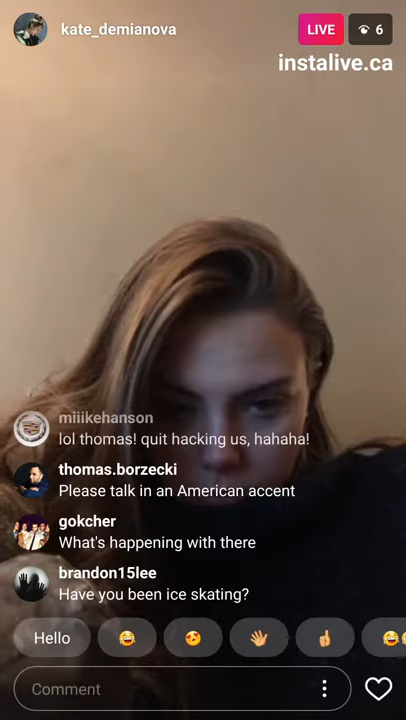 kate_demianova
LIVE
6
instalive.ca
miiikehanson
lol thomas! quit hacking us, hahaha!
thomas.borzecki
Please talk in an American accent
gokcher
What's happening with there
brandon15lee
Have you been ice skating?
Hello
Comment